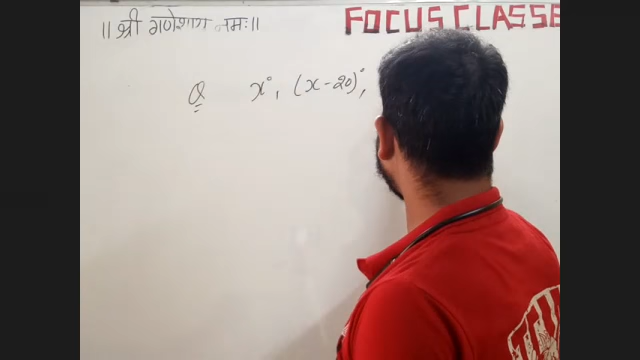 ॥ श्री गणेशाय नमः॥
FOCUS CLASSE
Q x°, (x-20)°,